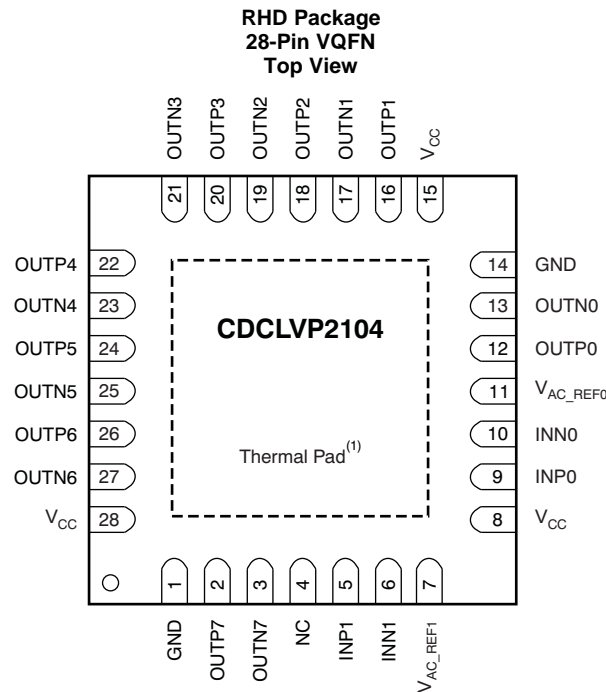 RHD Package
28-Pin VQFN
Top View
OUTN3
OUTP3
OUTN2
OUTP2
OUTN1
OUTP1
VCC
21
20
19
18
17
16
15
OUTP4 22
OUTN4 23
OUTP5 24
OUTN5 25
OUTP6 26
OUTN6 27
VCC 28
CDCLVP2104
Thermal Pad(1)
14 GND
13 OUTN0
12 OUTP0
11 VAC_REF0
10 INN0
9 INP0
8 VCC
1
2
3
4
5
6
7
GND
OUTP7
OUTN7
NC
INP1
INN1
VAC_REF1